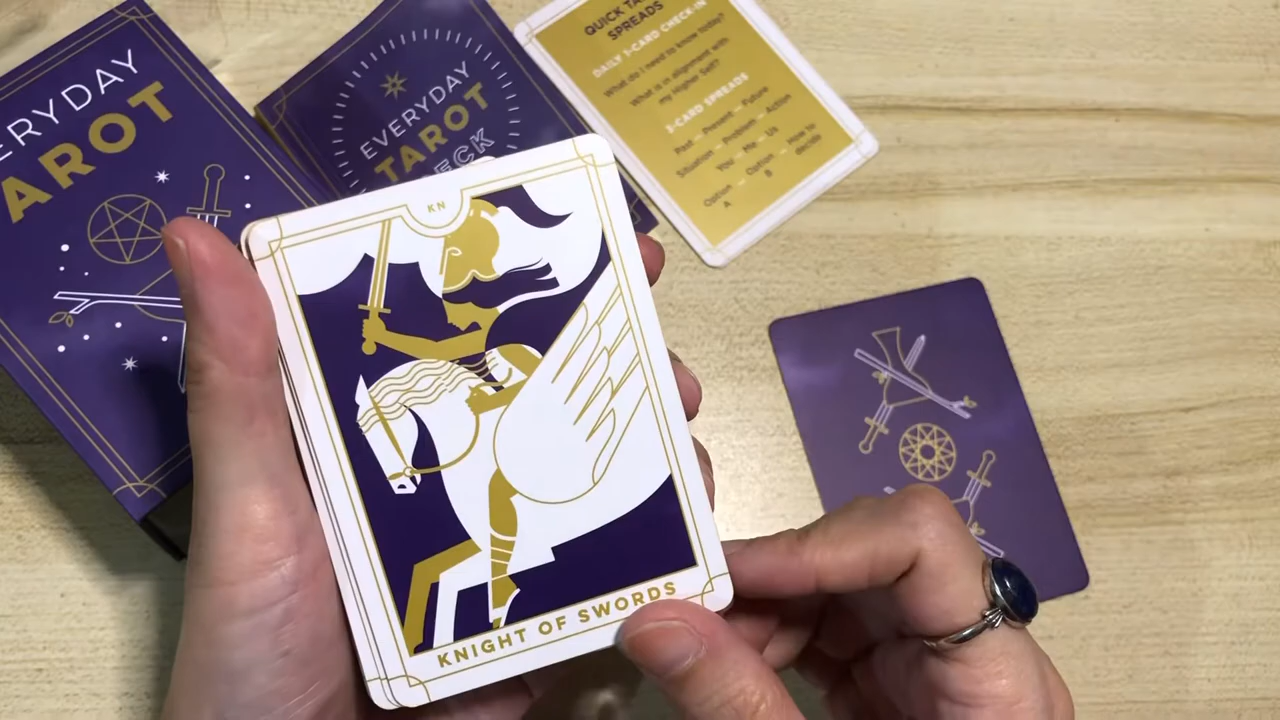 ERYDAY
AROT
EVERYDAY
TAROT
ECK
QUICK TA
SPREADS
DAILY 1-CARD CHECK-IN
What do I need to know today?
What is in alignment with
my Higher Self?
3-CARD SPREADS
Past — Present — Future
Situation — Problem — Action
You — Me — Us
Option A — Option B — How to decide
KN
KNIGHT OF SWORDS